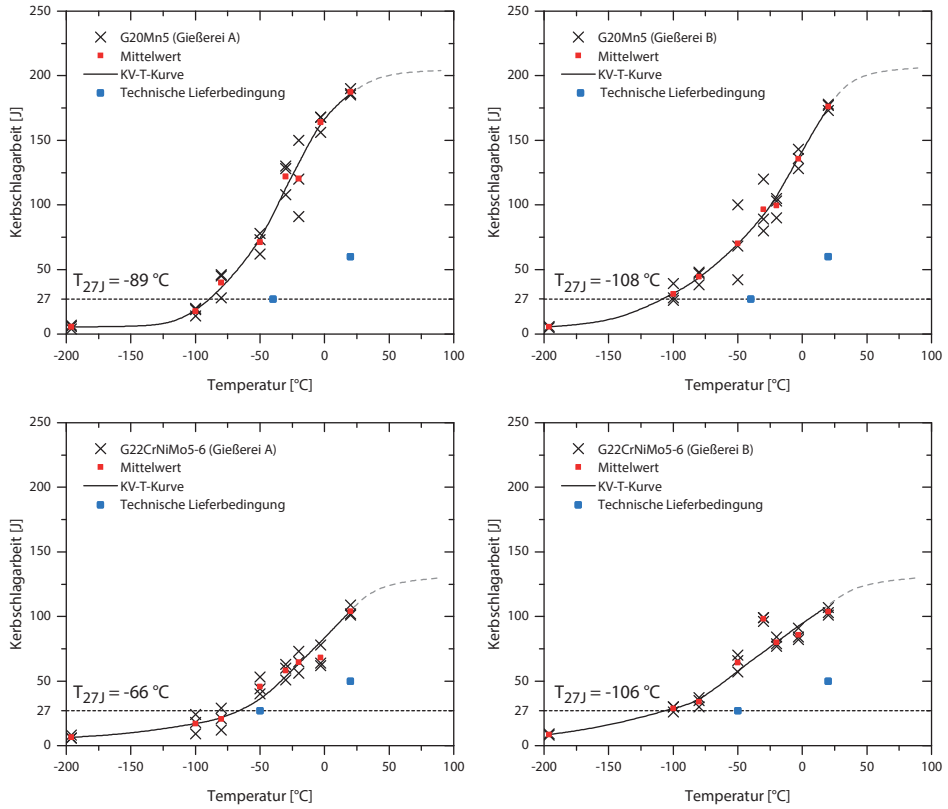 250
200
150
100
50
27
0
Kerbschlagarbeit [J]
G20Mn5 (Gießerei A)
Mittelwert
KV-T-Kurve
Technische Lieferbedingung
T27J = -89 °C
-200 -150 -100 -50 0 50 100
Temperatur [°C]
250
200
150
100
50
27
0
Kerbschlagarbeit [J]
G20Mn5 (Gießerei B)
Mittelwert
KV-T-Kurve
Technische Lieferbedingung
T27J = -108 °C
-200 -150 -100 -50 0 50 100
Temperatur [°C]
250
200
150
100
50
27
0
Kerbschlagarbeit [J]
G22CrNiMo5-6 (Gießerei A)
Mittelwert
KV-T-Kurve
Technische Lieferbedingung
T27J = -66 °C
-200 -150 -100 -50 0 50 100
Temperatur [°C]
250
200
150
100
50
27
0
Kerbschlagarbeit [J]
G22CrNiMo5-6 (Gießerei B)
Mittelwert
KV-T-Kurve
Technische Lieferbedingung
T27J = -106 °C
-200 -150 -100 -50 0 50 100
Temperatur [°C]